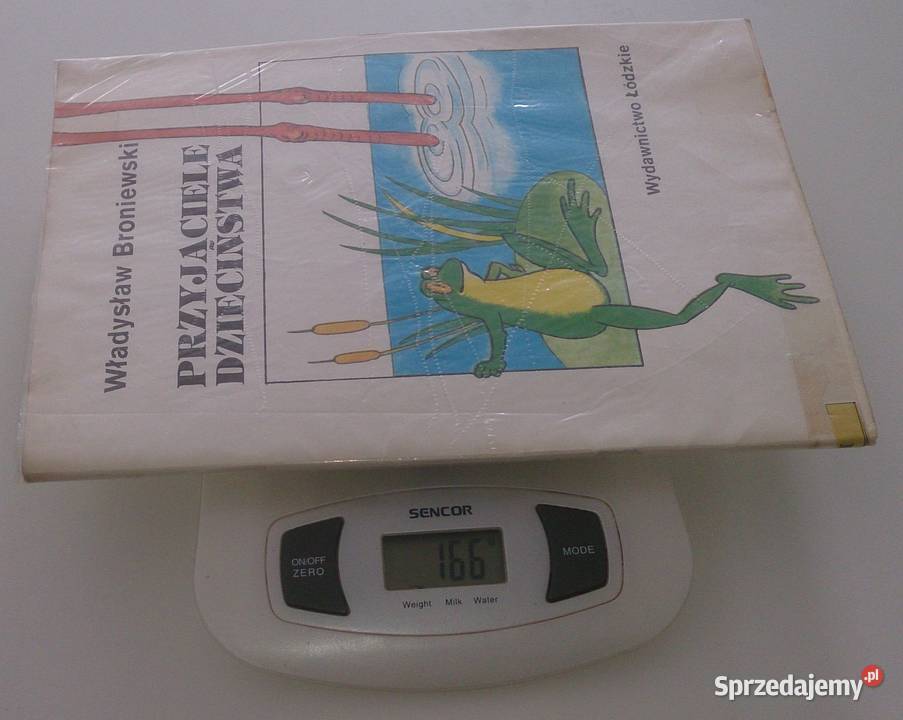 Władysław Broniewski
PRZYJACIELE
DZIECIŃSTWA
Wydawnictwo Łódzkie
SENCOR
ON/OFF
ZERO
166
g
MODE
Weight Milk Water
Sprzedajemy.pl